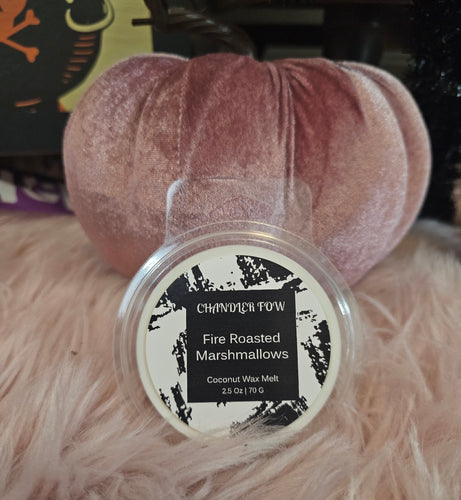 CHANDLER FOW
Fire Roasted
Marshmallows
Coconut Wax Melt
2.5 Oz | 70 G